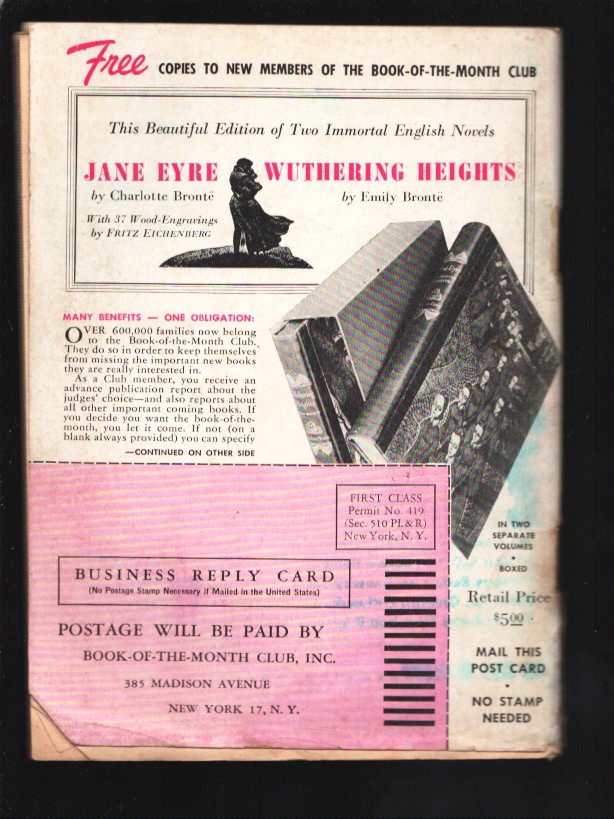 Free COPIES TO NEW MEMBERS OF THE BOOK-OF-THE-MONTH CLUB
This Beautiful Edition of Two Immortal English Novels
JANE EYRE WUTHERING HEIGHTS
by Charlotte Brontë by Emily Brontë
With 37 Wood-Engravings
by FRITZ EICHENBERG
MANY BENEFITS — ONE OBLIGATION:
OVER 600,000 families now belong
to the Book-of-the-Month Club.
They do so in order to keep themselves
from missing the important new books
they are really interested in.
As a Club member, you receive an
advance publication report about the
judges' choice—and also reports about
all other important coming books. If
you decide you want the book-of-the-
month, you let it come. If not (on a
blank always provided) you can specify
—CONTINUED ON OTHER SIDE
FIRST CLASS
Permit No. 419
(Sec. 510 PL&R)
New York, N. Y.
BUSINESS REPLY CARD
(No Postage Stamp Necessary if Mailed in the United States)
POSTAGE WILL BE PAID BY
BOOK-OF-THE-MONTH CLUB, INC.
385 MADISON AVENUE
NEW YORK 17, N. Y.
IN TWO
SEPARATE
VOLUMES
•
BOXED
Retail Price
$5.00
MAIL THIS
POST CARD
•
NO STAMP
NEEDED